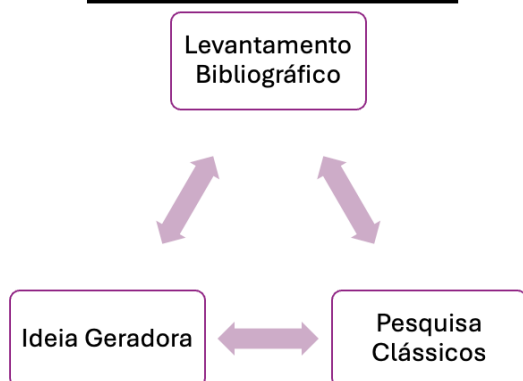 Levantamento
Bibliográfico
Ideia Geradora
Pesquisa
Clássicos